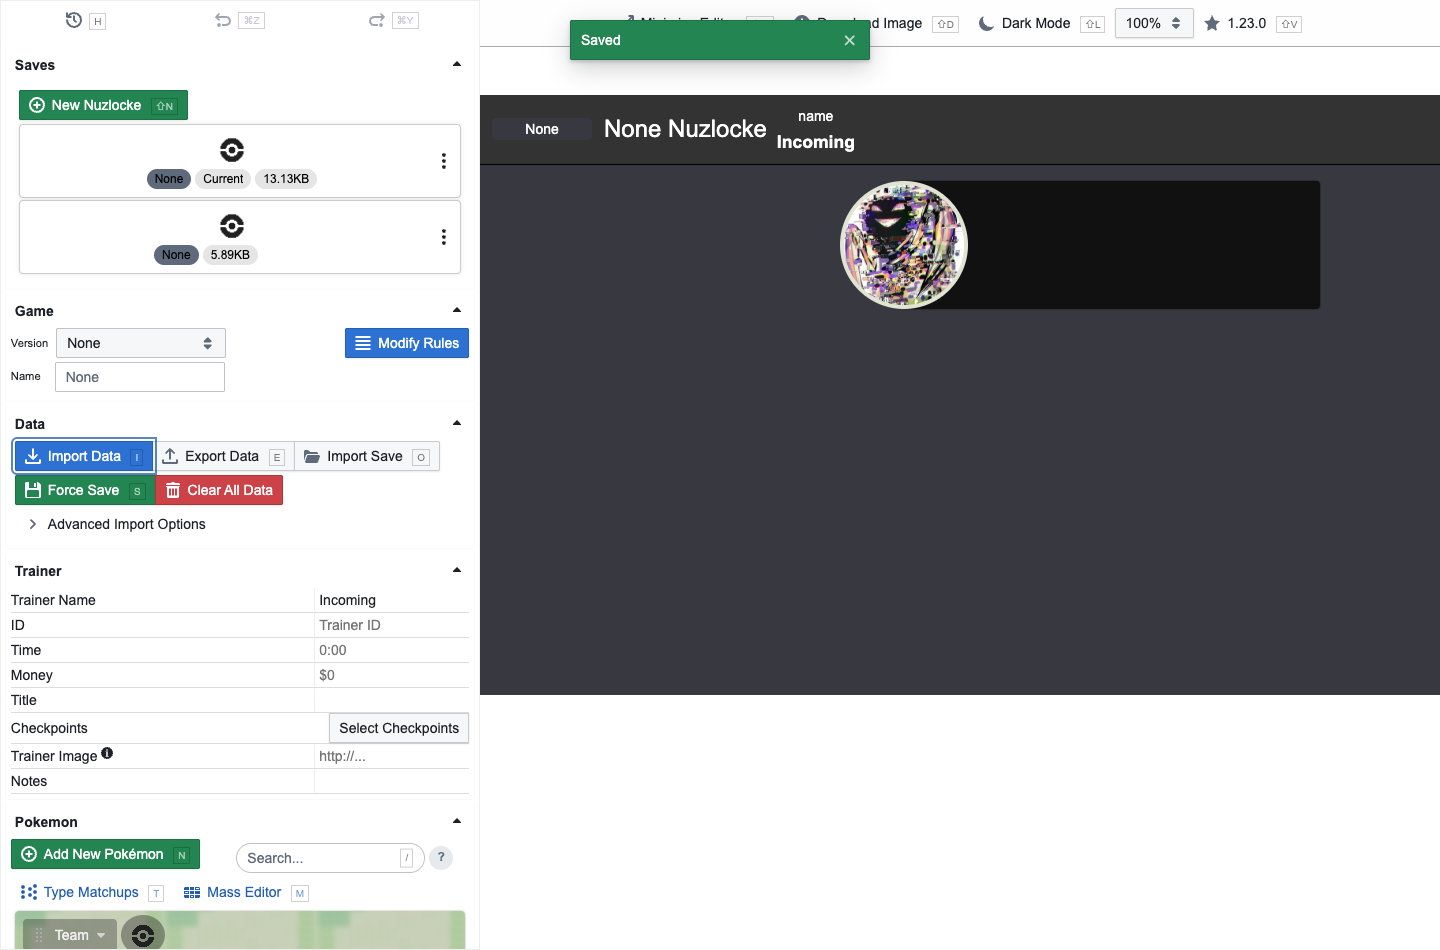 H
⌘Z
⌘Y
Download Image ⇧D
Dark Mode ⇧L
100%
1.23.0 ⇧V
Saved
Saves
New Nuzlocke ⇧N
None Current 13.13KB
None 5.89KB
None
None Nuzlocke
name
Incoming
Game
Version None
Modify Rules
Name None
Data
Import Data I
Export Data E
Import Save O
Force Save S
Clear All Data
Advanced Import Options
Trainer
Trainer Name Incoming
ID Trainer ID
Time 0:00
Money $0
Title
Checkpoints Select Checkpoints
Trainer Image http://...
Notes
Pokemon
Add New Pokémon N
Search... /
?
Type Matchups T
Mass Editor M
Team